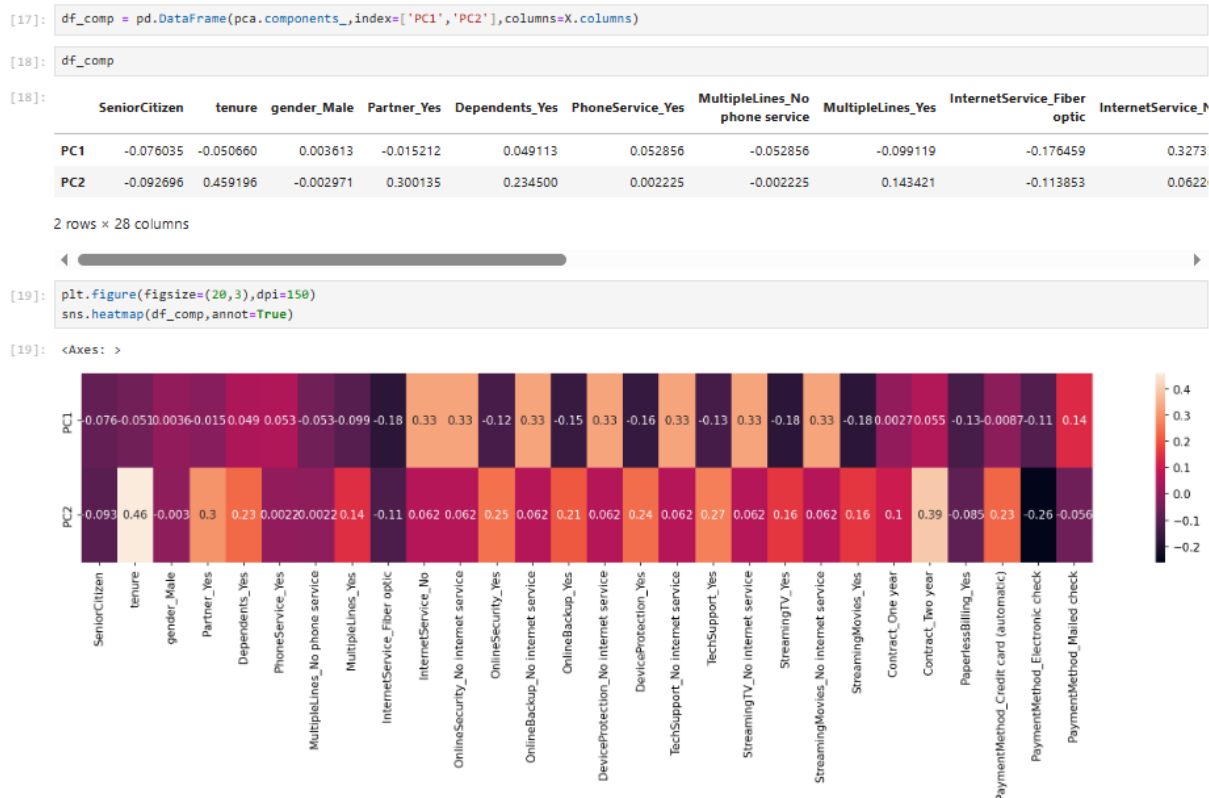 [17]: df_comp = pd.DataFrame(pca.components_,index=['PC1','PC2'],columns=X.columns)
[18]: df_comp
[18]: SeniorCitizen tenure gender_Male Partner_Yes Dependents_Yes PhoneService_Yes MultipleLines_No phone service MultipleLines_Yes InternetService_Fiber optic InternetService_N
PC1 -0.076035 -0.050660 0.003613 -0.015212 0.049113 0.052856 -0.052856 -0.099119 -0.176459 0.3273
PC2 -0.092696 0.459196 -0.002971 0.300135 0.234500 0.002225 -0.002225 0.143421 -0.113853 0.0622
2 rows × 28 columns
[19]: plt.figure(figsize=(20,3),dpi=150)
sns.heatmap(df_comp,annot=True)
[19]: <Axes: >
PC1 -0.076 -0.051 0.0036 -0.015 0.049 0.053 -0.053 -0.099 -0.18 0.33 0.33 -0.12 0.33 -0.15 0.33 -0.16 0.33 -0.13 0.33 -0.18 0.33 -0.18 0.0027 0.055 -0.13 -0.0087 -0.11 0.14
PC2 -0.093 0.46 -0.003 0.3 0.23 0.0022 -0.0022 0.14 -0.11 0.062 0.062 0.25 0.062 0.21 0.062 0.24 0.062 0.27 0.062 0.16 0.062 0.16 0.1 0.39 -0.085 0.23 -0.26 -0.056
0.4
0.3
0.2
0.1
0.0
-0.1
-0.2
SeniorCitizen
tenure
gender_Male
Partner_Yes
Dependents_Yes
PhoneService_Yes
MultipleLines_No phone service
MultipleLines_Yes
InternetService_Fiber optic
InternetService_No
OnlineSecurity_No internet service
OnlineSecurity_Yes
OnlineBackup_No internet service
OnlineBackup_Yes
DeviceProtection_No internet service
DeviceProtection_Yes
TechSupport_No internet service
TechSupport_Yes
StreamingTV_No internet service
StreamingTV_Yes
StreamingMovies_No internet service
StreamingMovies_Yes
Contract_One year
Contract_Two year
PaperlessBilling_Yes
PaymentMethod_Credit card (automatic)
PaymentMethod_Electronic check
PaymentMethod_Mailed check